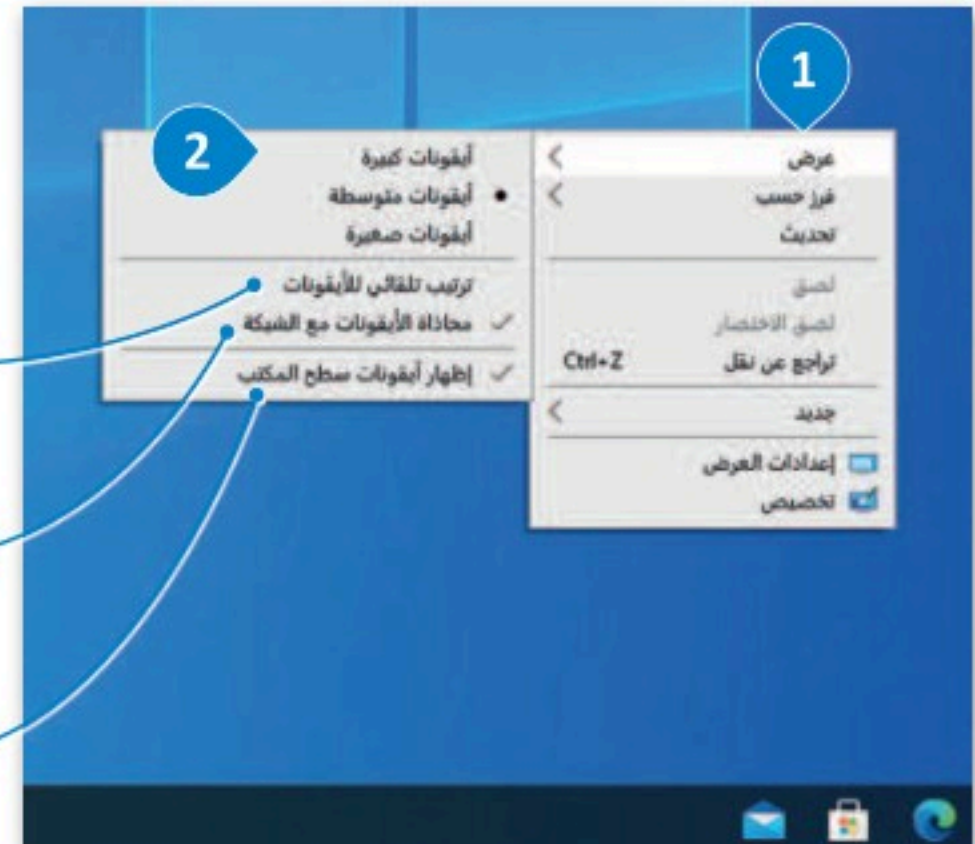 1
عرض
فرز حسب
تحديث
لصق
لصق الاختصار
تراجع عن نقل Ctrl+Z
جديد
إعدادات العرض
تخصيص
2
أيقونات كبيرة
أيقونات متوسطة
أيقونات صغيرة
ترتيب تلقائي للأيقونات
محاذاة الأيقونات مع الشبكة
إظهار أيقونات سطح المكتب